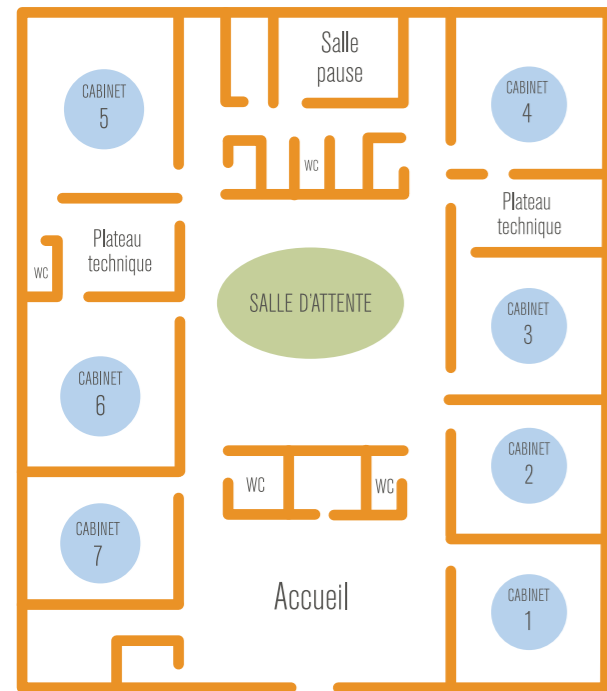 Salle
pause
CABINET
5
CABINET
4
WC
Plateau
technique
WC
Plateau
technique
SALLE D'ATTENTE
CABINET
3
CABINET
6
CABINET
2
WC
WC
CABINET
7
Accueil
CABINET
1